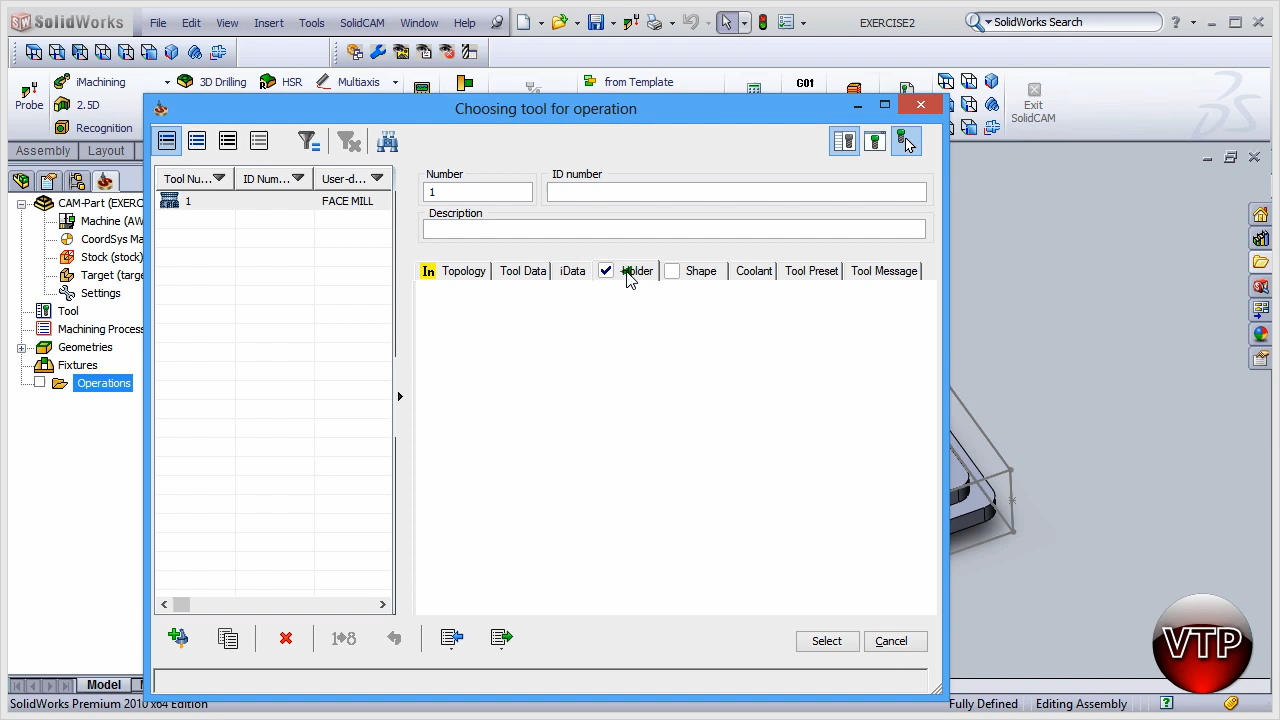 SolidWorks File Edit View Insert Tools SolidCAM Window Help EXERCISE2 SolidWorks Search
iMachining 3D Drilling HSR Multiaxis from Template G01
Probe 2.5D Exit
Recognition SolidCAM
Assembly Layout
Choosing tool for operation
CAM-Part (EXERC
Machine (AW
CoordSys Ma
Stock (stock)
Target (targe
Settings
Tool
Machining Process
Geometries
Fixtures
Operations
Tool Nu... ID Num... User-d...
1 FACE MILL
Number ID number
1
Description
In Topology Tool Data iData Holder Shape Coolant Tool Preset Tool Message
1 8
Select Cancel
VTP
Model
SolidWorks Premium 2010 x64 Edition Fully Defined Editing Assembly